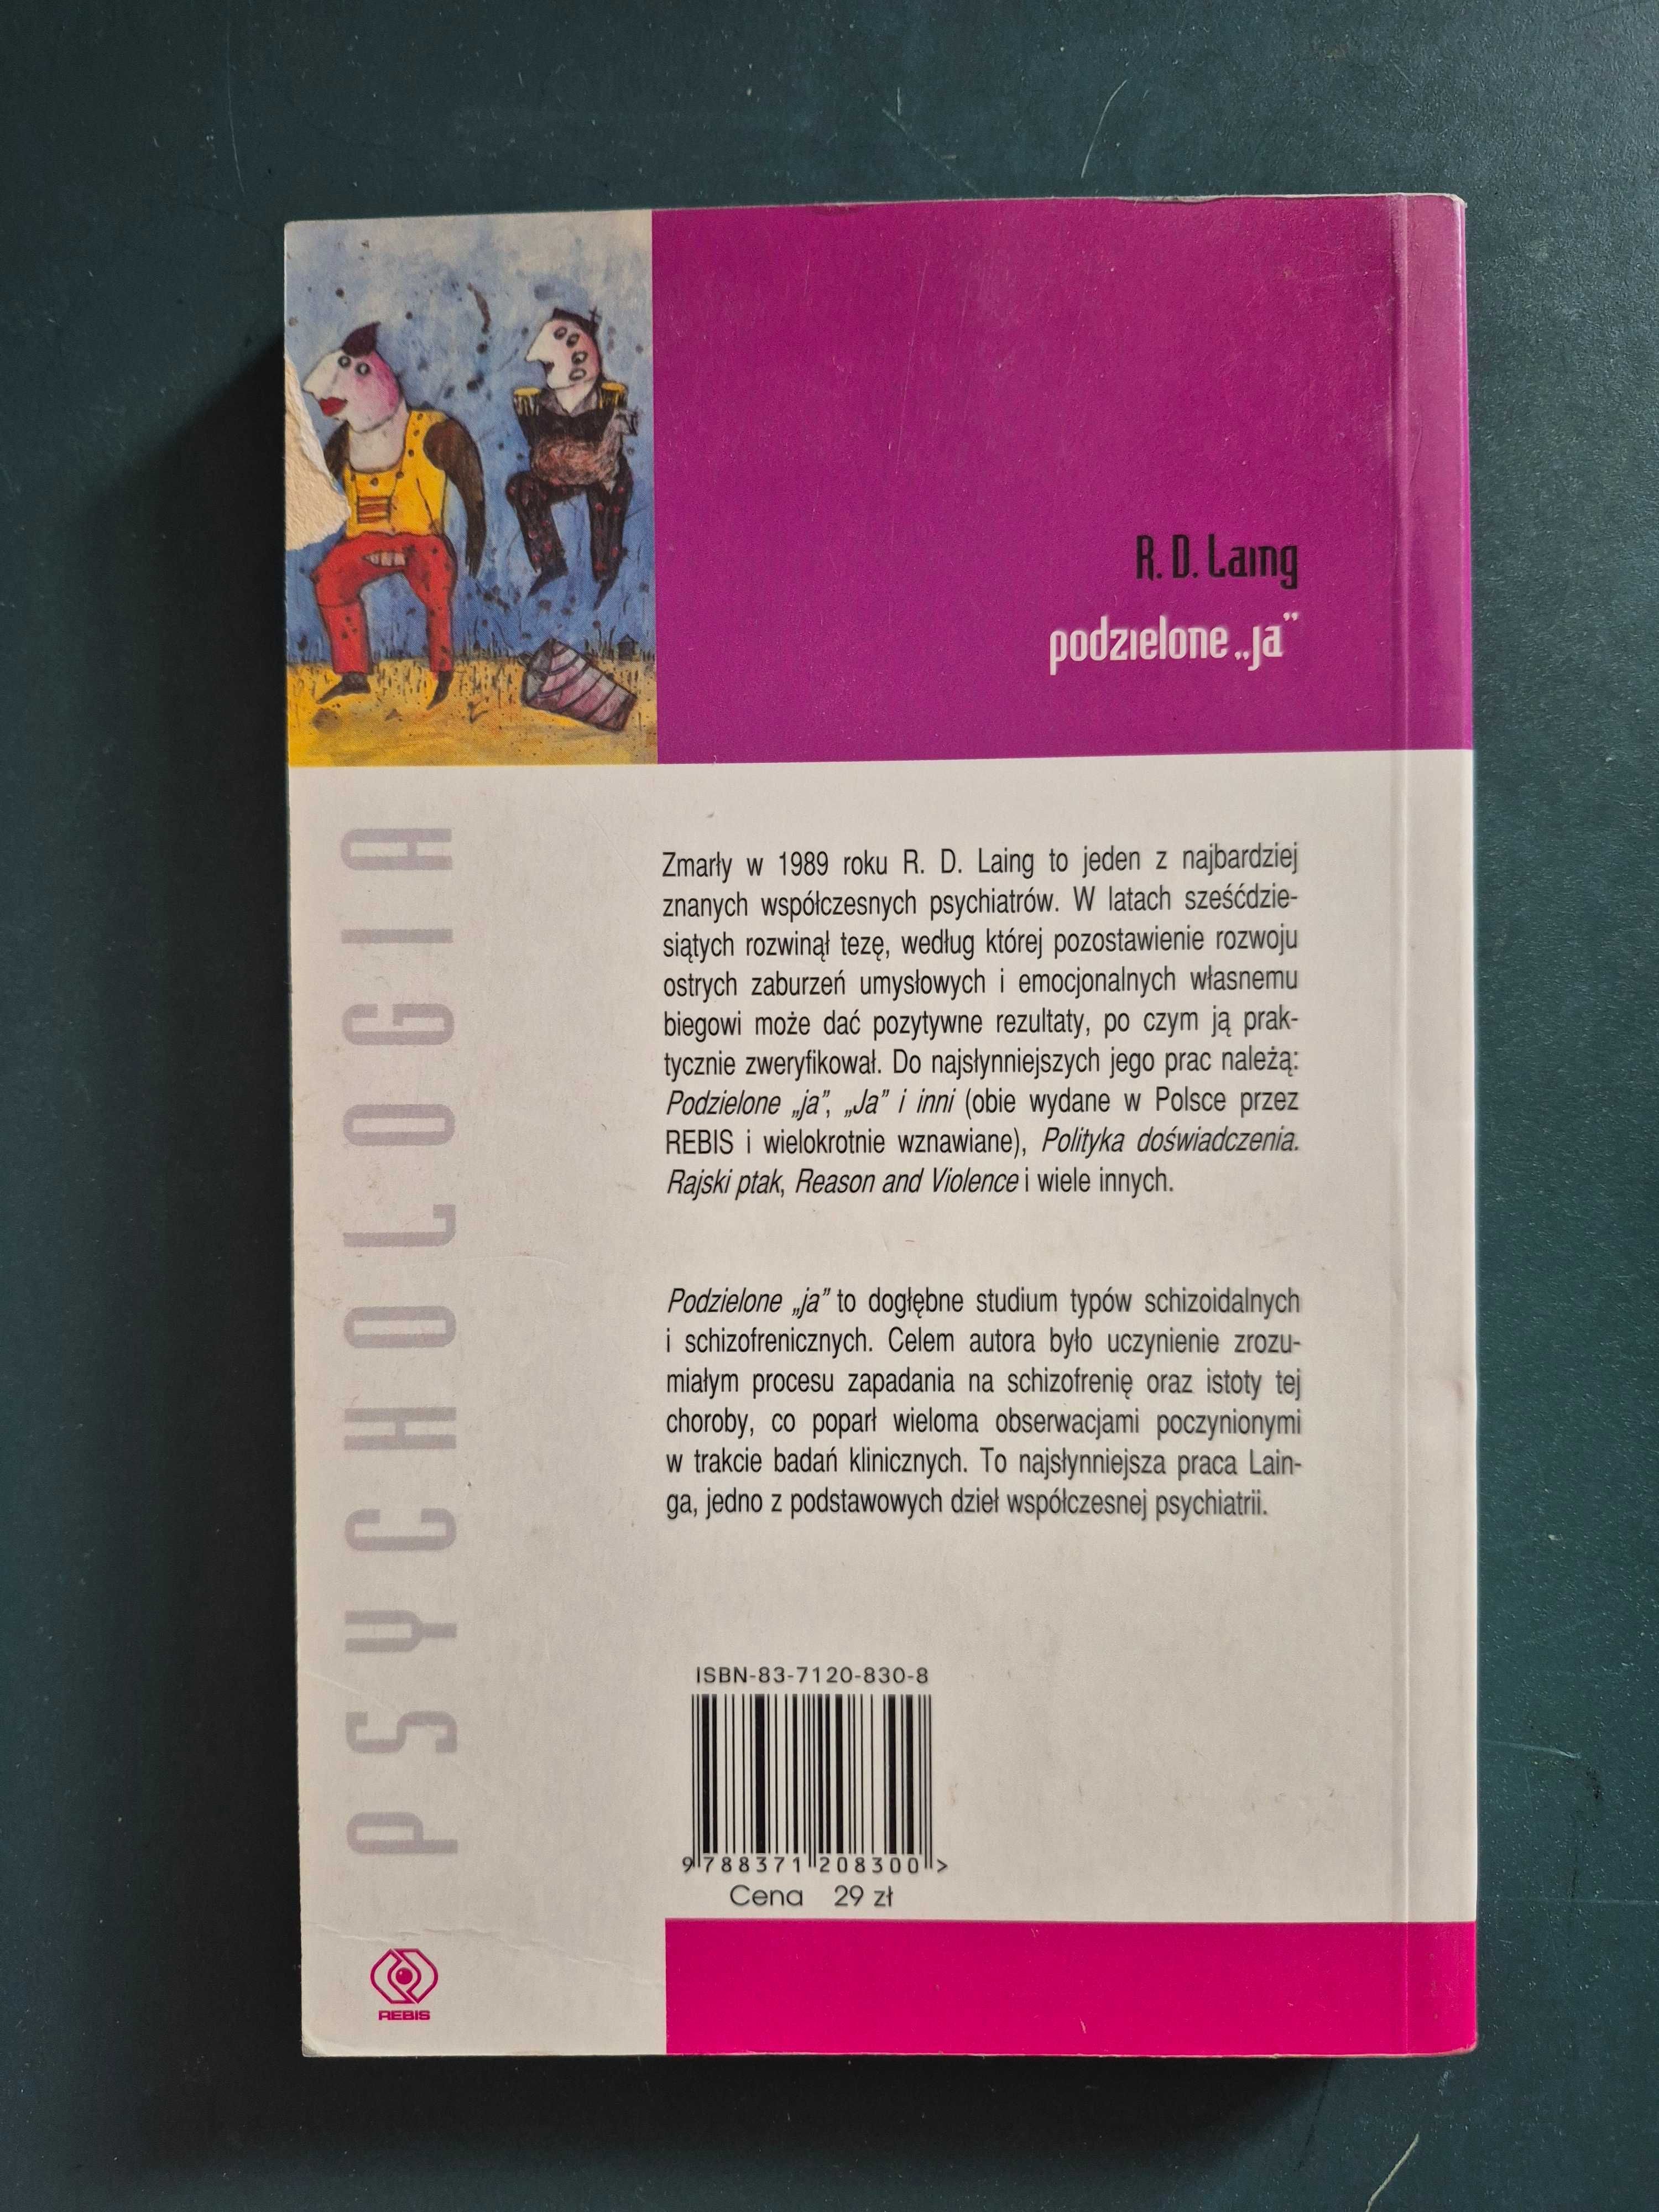 R. D. Laing
podzielone „ja”
Zmarły w 1989 roku R. D. Laing to jeden z najbardziej
znanych współczesnych psychiatrów. W latach sześćdzie-
siątych rozwinął tezę, według której pozostawienie rozwoju
ostrych zaburzeń umysłowych i emocjonalnych własnemu
biegowi może dać pozytywne rezultaty, po czym ją prak-
tycznie zweryfikował. Do najsłynniejszych jego prac należą:
Podzielone „ja”, „Ja” i inni (obie wydane w Polsce przez
REBIS i wielokrotnie wznawiane), Polityka doświadczenia.
Rajski ptak, Reason and Violence i wiele innych.
Podzielone „ja” to dogłębne studium typów schizoidalnych
i schizofrenicznych. Celem autora było uczynienie zrozu-
miałym procesu zapadania na schizofrenię oraz istoty tej
choroby, co poparł wieloma obserwacjami poczynionymi
w trakcie badań klinicznych. To najsłynniejsza praca Lain-
ga, jedno z podstawowych dzieł współczesnej psychiatrii.
PSYCHOLOGIA
ISBN-83-7120-830-8
9 788371 208300 >
Cena 29 zł
REBIS